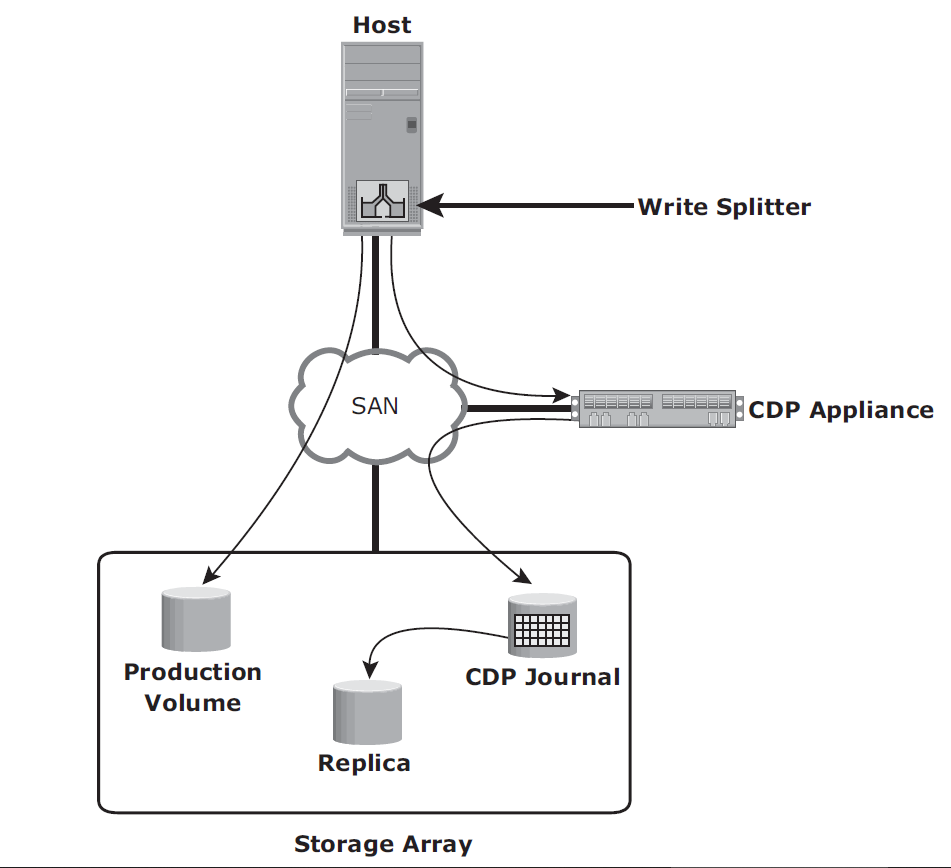 Host
Write Splitter
SAN
CDP Appliance
Production
Volume
CDP Journal
Replica
Storage Array